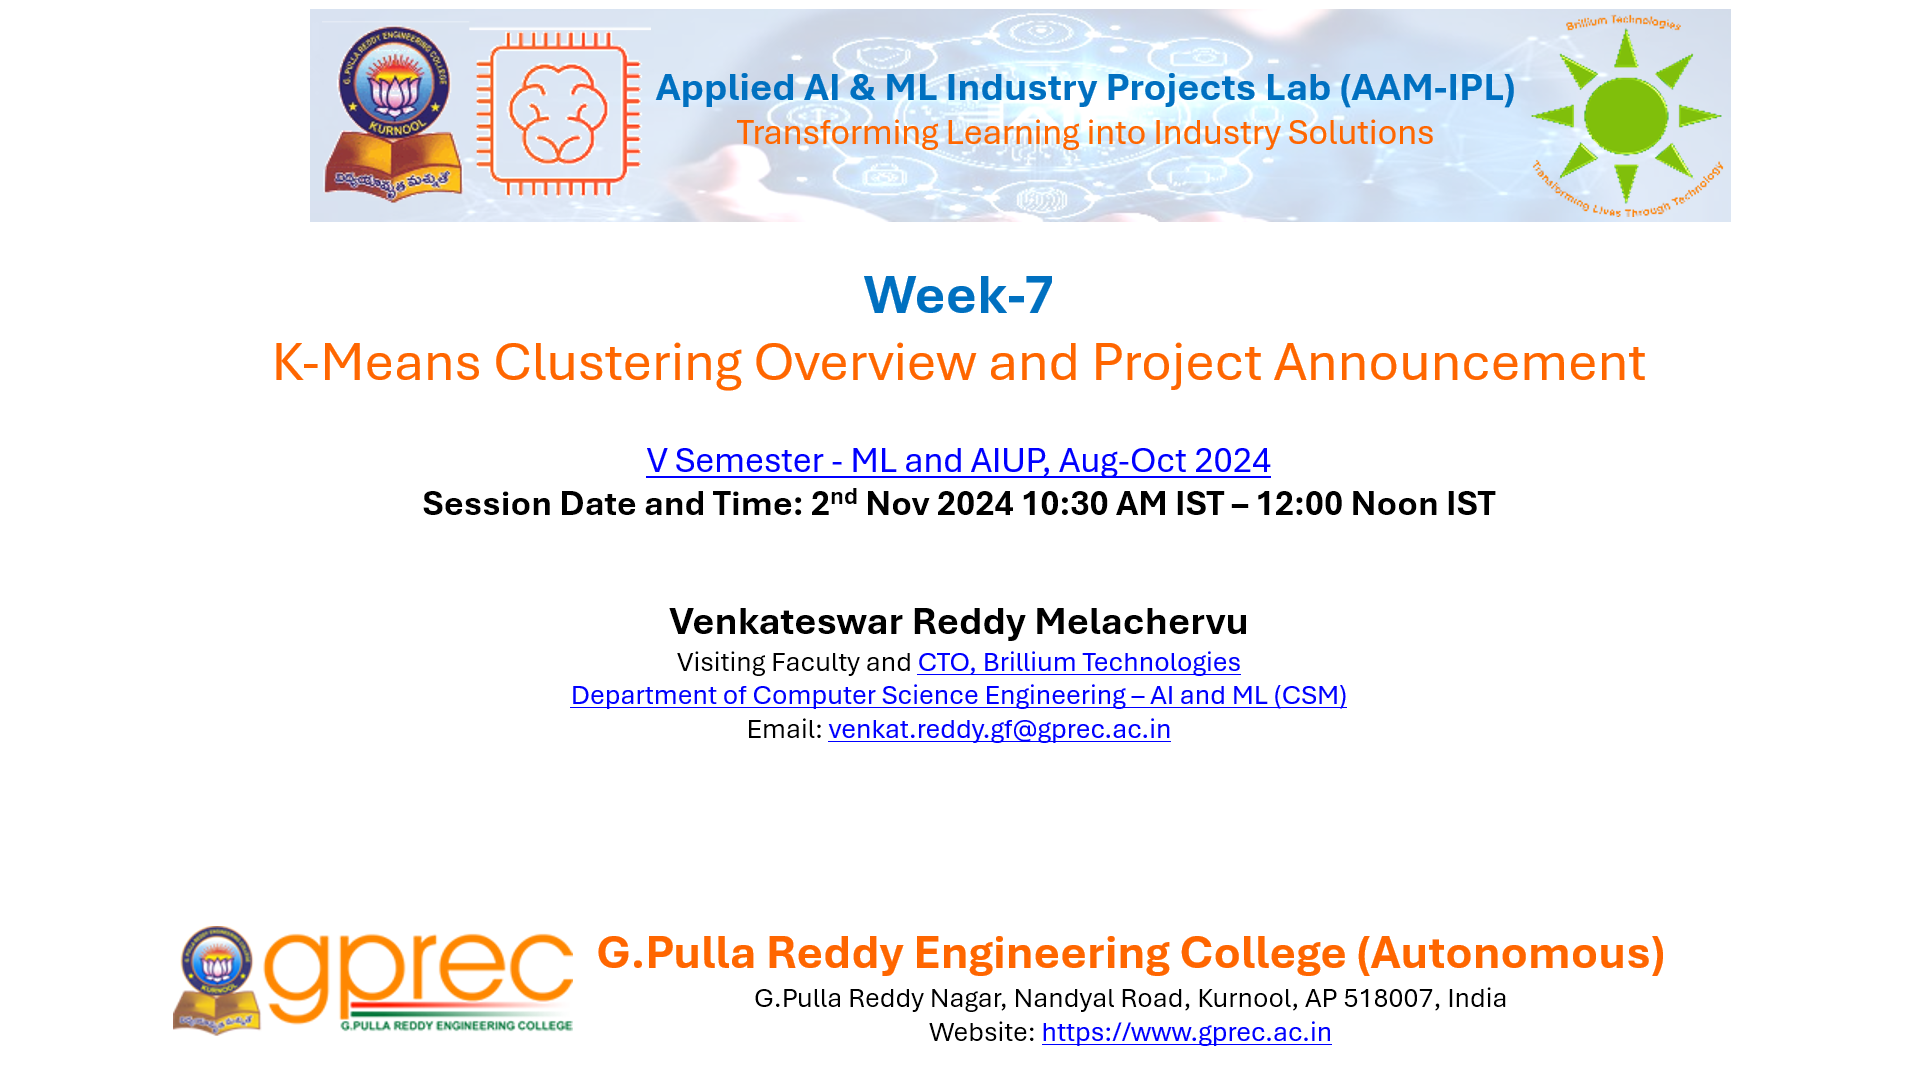 G. PULLA REDDY ENGINEERING COLLEGE
KURNOOL
Applied AI & ML Industry Projects Lab (AAM-IPL)
Transforming Learning into Industry Solutions
Brillium Technologies
Transforming Lives Through Technology
Week-7
K-Means Clustering Overview and Project Announcement
V Semester - ML and AIUP, Aug-Oct 2024
Session Date and Time: 2nd Nov 2024 10:30 AM IST – 12:00 Noon IST
Venkateswar Reddy Melachervu
Visiting Faculty and CTO, Brillium Technologies
Department of Computer Science Engineering – AI and ML (CSM)
Email: venkat.reddy.gf@gprec.ac.in
KURNOOL
gprec
G.PULLA REDDY ENGINEERING COLLEGE
G.Pulla Reddy Engineering College (Autonomous)
G.Pulla Reddy Nagar, Nandyal Road, Kurnool, AP 518007, India
Website: https://www.gprec.ac.in